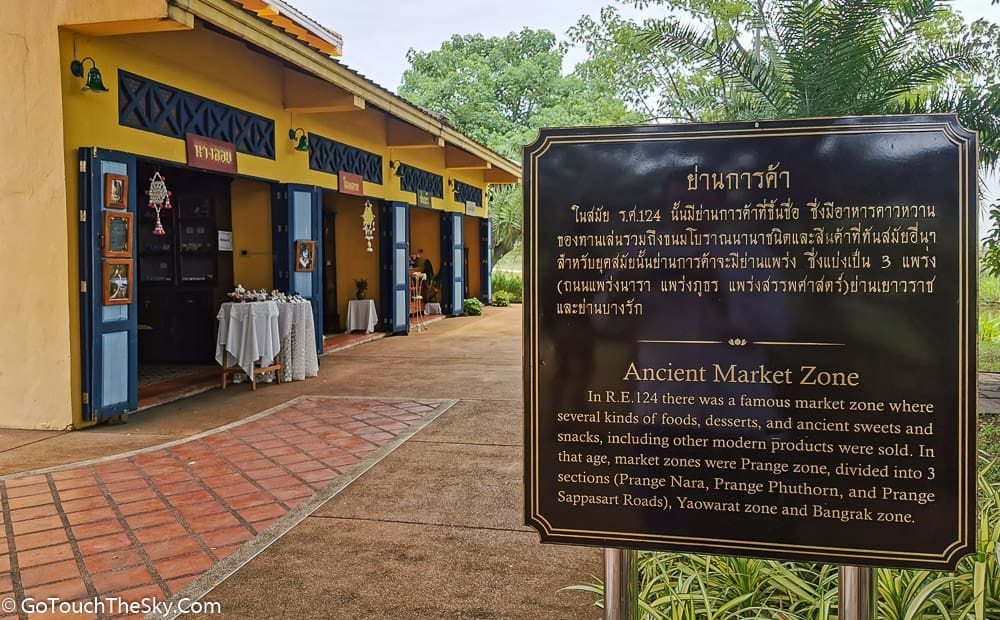 นางลอย
ย่านการค้า
ในสมัย ร.ศ.124 นั้นมีย่านการค้าที่ขึ้นชื่อ ซึ่งมีอาหารคาวหวาน
ของทานเล่นรวมถึงขนมโบราณนานาชนิดและสินค้าที่ทันสมัยอื่นๆ
สำหรับยุคสมัยนั้นย่านการค้าจะมีย่านแพร่ง ซึ่งแบ่งเป็น 3 แพร่ง
(ถนนแพร่งนารา แพร่งภูธร แพร่งสรรพศาสตร์)ย่านเยาวราช
และย่านบางรัก
Ancient Market Zone
In R.E.124 there was a famous market zone where
several kinds of foods, desserts, and ancient sweets and
snacks, including other modern products were sold. In
that age, market zones were Prange zone, divided into 3
sections (Prange Nara, Prange Phuthorn, and Prange
Sappasart Roads), Yaowarat zone and Bangrak zone.
© GoTouchTheSky.com